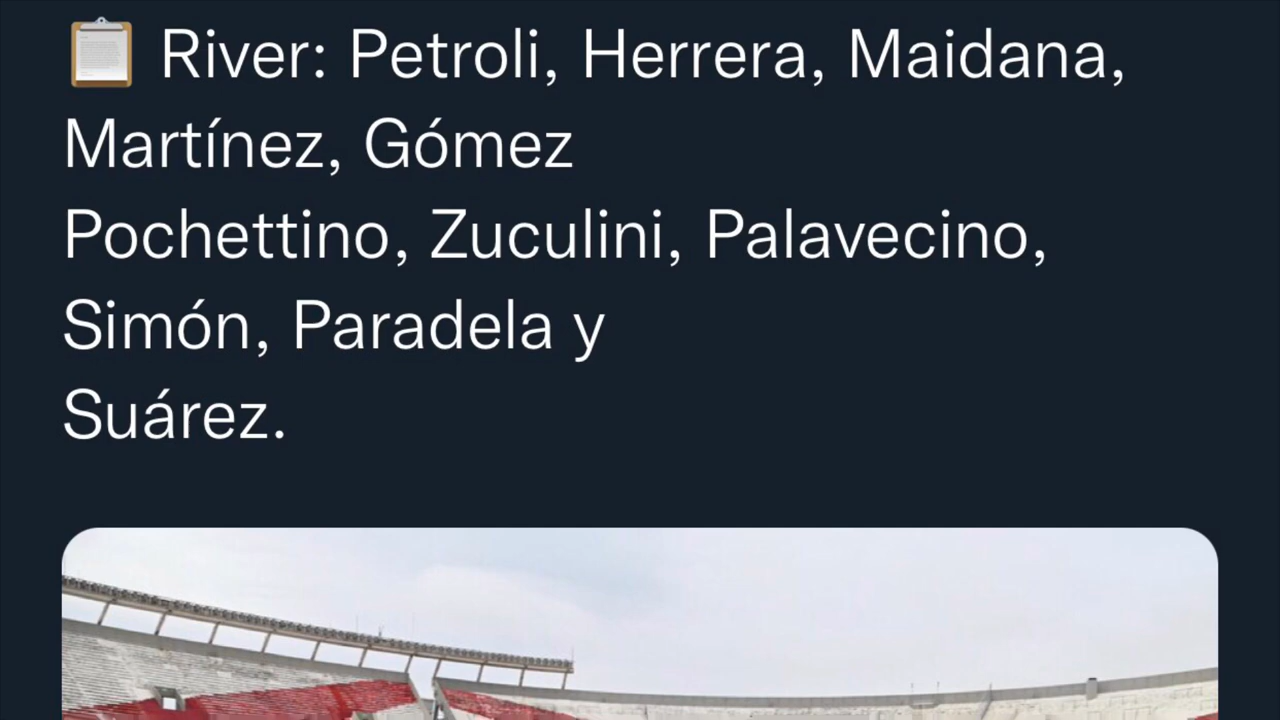 📋 River: Petroli, Herrera, Maidana,
Martínez, Gómez
Pochettino, Zuculini, Palavecino,
Simón, Paradela y
Suárez.